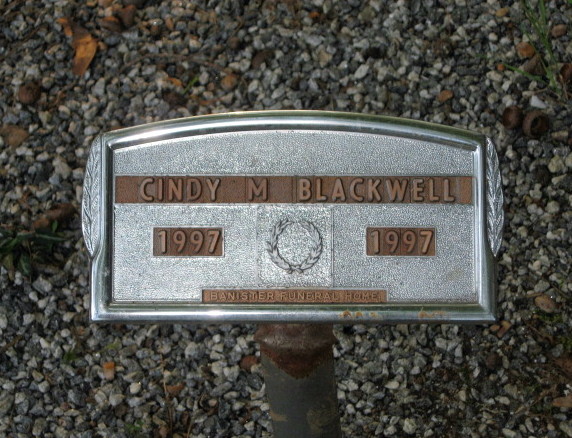 CINDY M BLACKWELL
1997 1997
BANISTER FUNERAL HOME